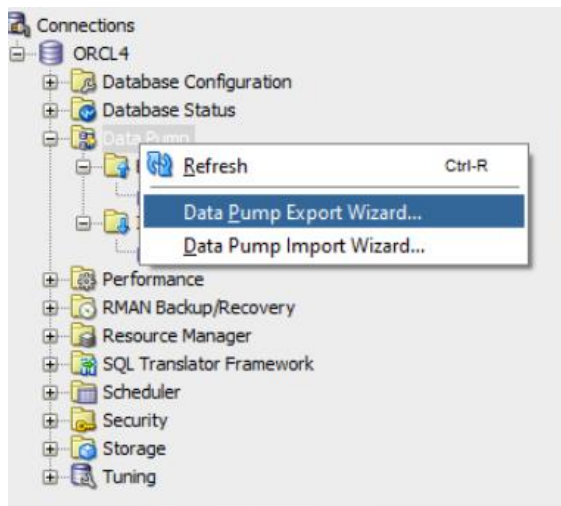 Connections
ORCL4
Database Configuration
Database Status
Data Pump
Refresh Ctrl-R
Data Pump Export Wizard...
Data Pump Import Wizard...
Performance
RMAN Backup/Recovery
Resource Manager
SQL Translator Framework
Scheduler
Security
Storage
Tuning